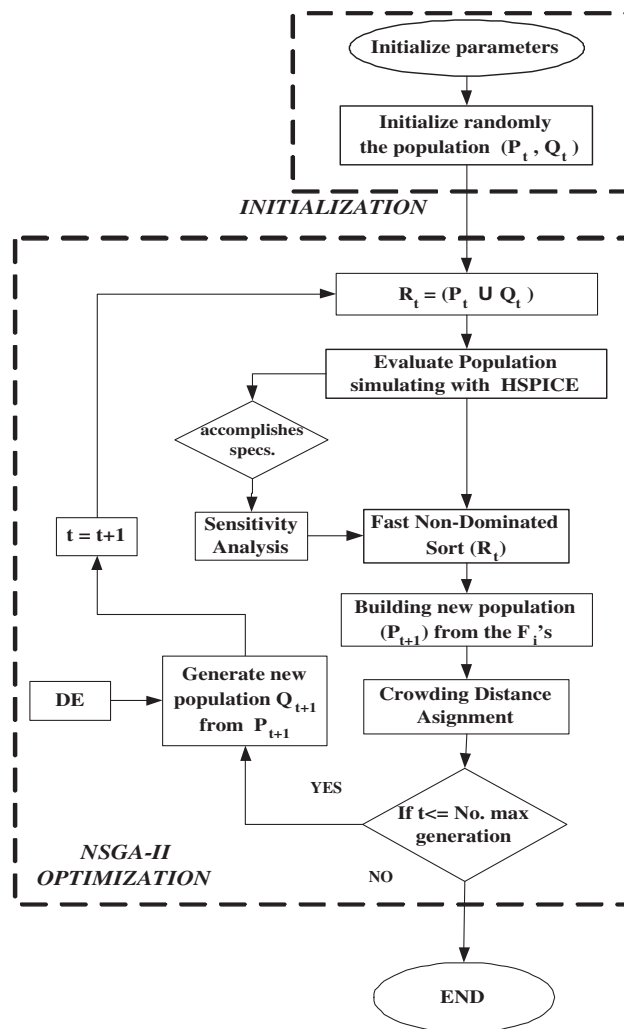 Initialize parameters
Initialize randomly
the population (Pt , Qt )
INITIALIZATION
Rt = (Pt U Qt )
Evaluate Population
simulating with HSPICE
accomplishes
specs.
Sensitivity
Analysis
Fast Non-Dominated
Sort (Rt)
t = t+1
Building new population
(Pt+1) from the Fi's
Generate new
population Qt+1
from Pt+1
DE
Crowding Distance
Asignment
YES
If t<= No. max
generation
NO
NSGA-II
OPTIMIZATION
END